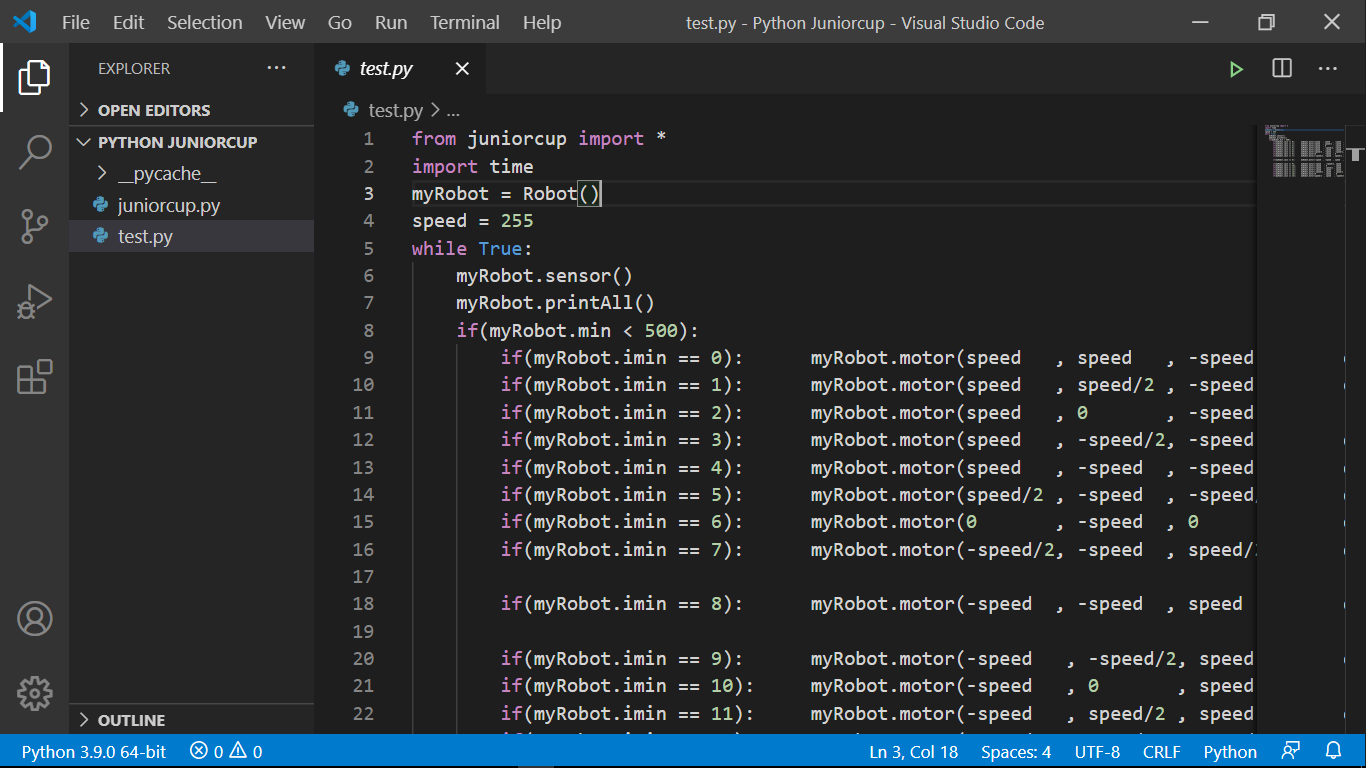 File Edit Selection View Go Run Terminal Help test.py - Python Juniorcup - Visual Studio Code
EXPLORER
OPEN EDITORS
PYTHON JUNIORCUP
__pycache__
juniorcup.py
test.py
OUTLINE
test.py
test.py > ...
1 from juniorcup import *
2 import time
3 myRobot = Robot()
4 speed = 255
5 while True:
6     myRobot.sensor()
7     myRobot.printAll()
8     if(myRobot.min < 500):
9         if(myRobot.imin == 0):      myRobot.motor(speed   , speed   , -speed
10         if(myRobot.imin == 1):      myRobot.motor(speed   , speed/2 , -speed
11         if(myRobot.imin == 2):      myRobot.motor(speed   , 0       , -speed
12         if(myRobot.imin == 3):      myRobot.motor(speed   , -speed/2, -speed
13         if(myRobot.imin == 4):      myRobot.motor(speed   , -speed  , -speed
14         if(myRobot.imin == 5):      myRobot.motor(speed/2 , -speed  , -speed/
15         if(myRobot.imin == 6):      myRobot.motor(0       , -speed  , 0
16         if(myRobot.imin == 7):      myRobot.motor(-speed/2, -speed  , speed/
17
18         if(myRobot.imin == 8):      myRobot.motor(-speed  , -speed  , speed
19
20         if(myRobot.imin == 9):      myRobot.motor(-speed   , -speed/2, speed
21         if(myRobot.imin == 10):     myRobot.motor(-speed   , 0       , speed
22         if(myRobot.imin == 11):     myRobot.motor(-speed   , speed/2 , speed
Python 3.9.0 64-bit 0 0 Ln 3, Col 18 Spaces: 4 UTF-8 CRLF Python